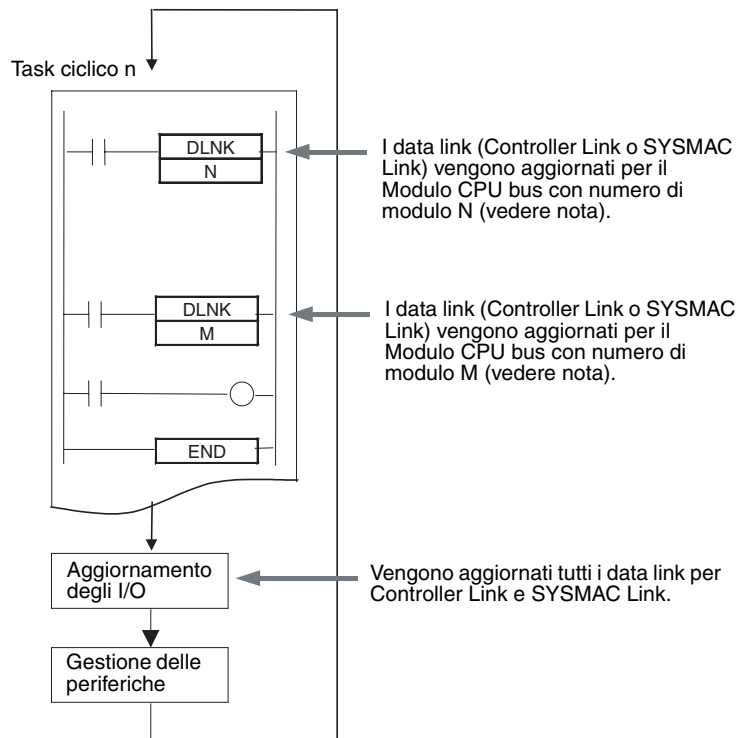 Task ciclico n
DLNK
N
I data link (Controller Link o SYSMAC
Link) vengono aggiornati per il
Modulo CPU bus con numero di
modulo N (vedere nota).
DLNK
M
I data link (Controller Link o SYSMAC
Link) vengono aggiornati per il
Modulo CPU bus con numero di
modulo M (vedere nota).
END
Aggiornamento
degli I/O
Vengono aggiornati tutti i data link per
Controller Link e SYSMAC Link.
Gestione delle
periferiche